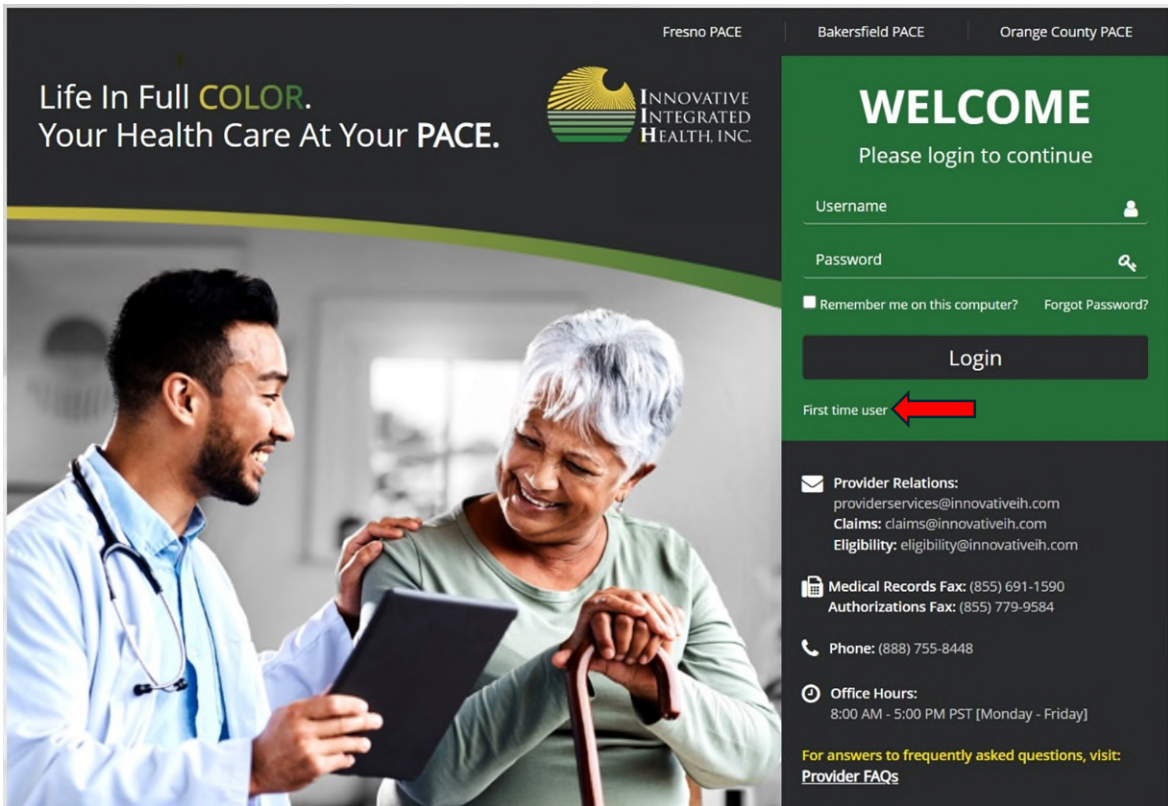 Fresno PACE
Bakersfield PACE
Orange County PACE
Life In Full COLOR.
Your Health Care At Your PACE.
INNOVATIVE
INTEGRATED
HEALTH, INC.
WELCOME
Please login to continue
Username
Password
Remember me on this computer?
Forgot Password?
Login
First time user
Provider Relations:
providerservices@innovativeih.com
Claims: claims@innovativeih.com
Eligibility: eligibility@innovativeih.com
Medical Records Fax: (855) 691-1590
Authorizations Fax: (855) 779-9584
Phone: (888) 755-8448
Office Hours:
8:00 AM - 5:00 PM PST [Monday - Friday]
For answers to frequently asked questions, visit:
Provider FAQs